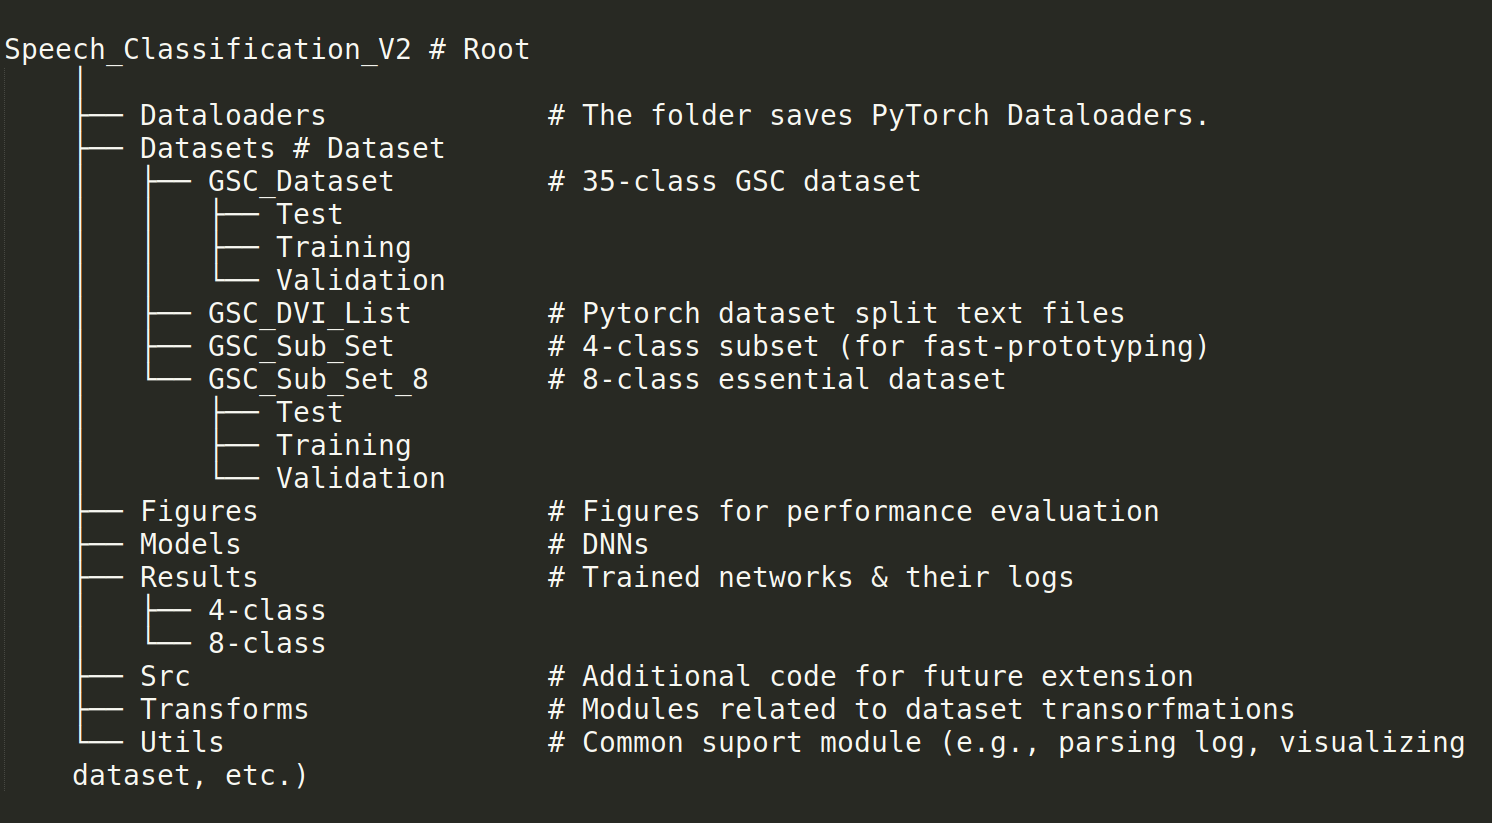 Speech_Classification_V2 # Root
│
├── Dataloaders             # The folder saves PyTorch Dataloaders.
├── Datasets # Dataset
│   ├── GSC_Dataset         # 35-class GSC dataset
│   │   ├── Test
│   │   ├── Training
│   │   └── Validation
│   ├── GSC_DVI_List        # Pytorch dataset split text files
│   ├── GSC_Sub_Set         # 4-class subset (for fast-prototyping)
│   └── GSC_Sub_Set_8       # 8-class essential dataset
│       ├── Test
│       ├── Training
│       └── Validation
├── Figures                 # Figures for performance evaluation
├── Models                  # DNNs
├── Results                 # Trained networks & their logs
│   ├── 4-class
│   └── 8-class
├── Src                     # Additional code for future extension
├── Transforms              # Modules related to dataset transorfmations
└── Utils                   # Common suport module (e.g., parsing log, visualizing
dataset, etc.)